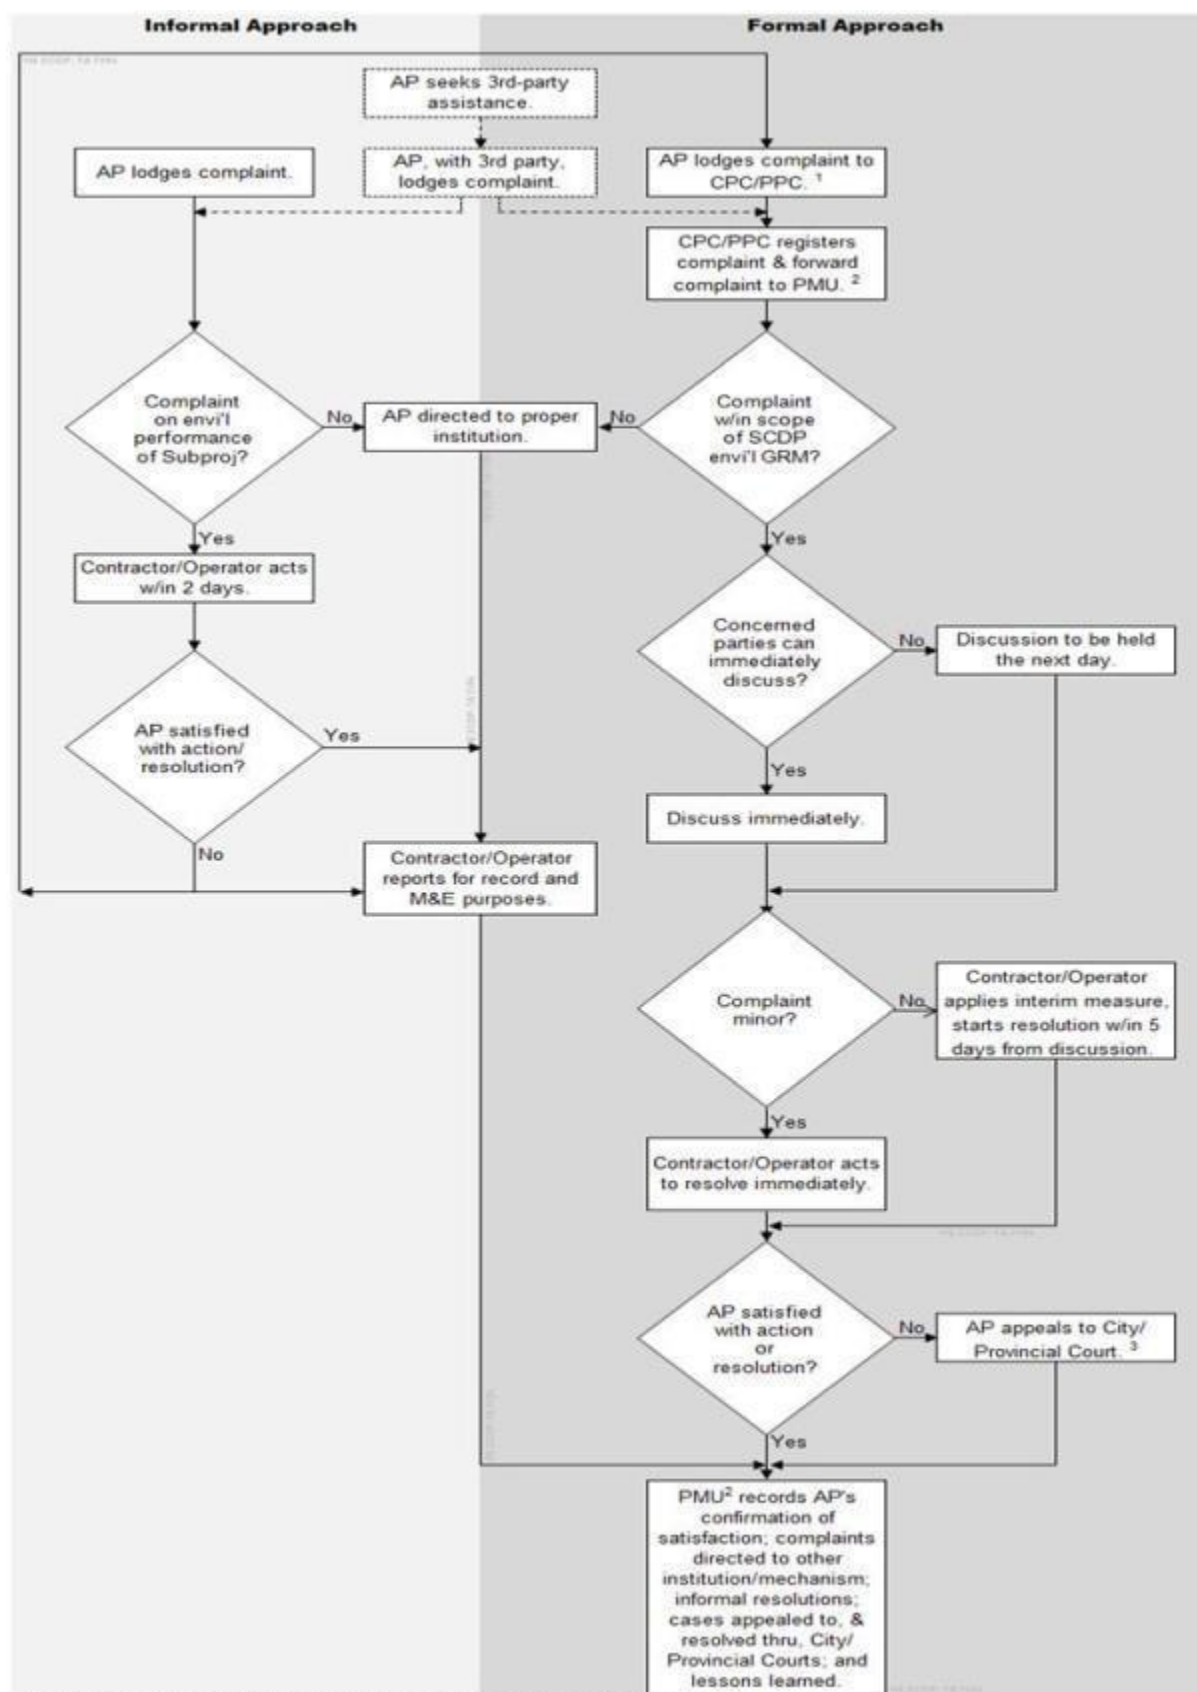 Informal Approach
Formal Approach
AP seeks 3rd-party
assistance.
AP lodges complaint.
AP, with 3rd party,
lodges complaint.
AP lodges complaint to
CPC/PPC. 1
CPC/PPC registers
complaint & forward
complaint to PMU. 2
Complaint
on envi'l
performance
of Subproj?
No
AP directed to proper
institution.
No
Complaint
w/in scope
of SCDP
envi'l GRM?
Yes
Yes
Contractor/Operator acts
w/in 2 days.
Concerned
parties can
immediately
discuss?
No
Discussion to be held
the next day.
AP satisfied
with action/
resolution?
Yes
Yes
Discuss immediately.
No
Contractor/Operator
reports for record and
M&E purposes.
Complaint
minor?
No
Contractor/Operator
applies interim measure,
starts resolution w/in 5
days from discussion.
Yes
Contractor/Operator acts
to resolve immediately.
AP satisfied
with action
or
resolution?
No
AP appeals to City/
Provincial Court. 3
Yes
PMU2 records AP's
confirmation of
satisfaction; complaints
directed to other
institution/mechanism;
informal resolutions;
cases appealed to, &
resolved thru, City/
Provincial Courts; and
lessons learned.